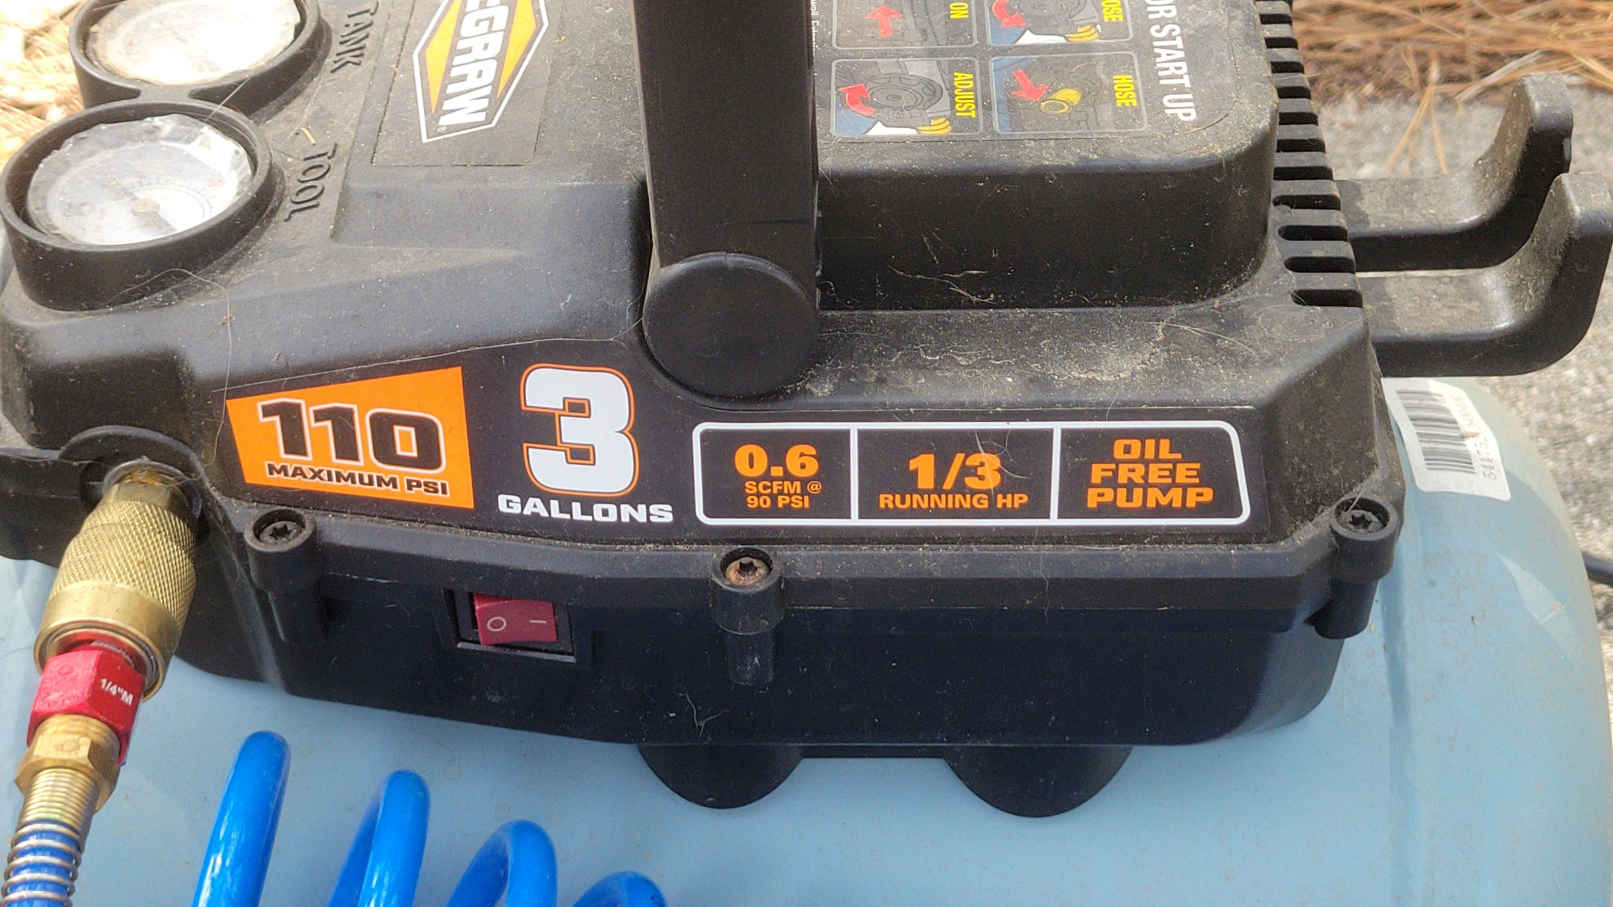 TANK
TOOL
EGRAW
ON
HOSE
ADJUST
HOSE
OR START-UP
110
MAXIMUM PSI
3
GALLONS
0.6
SCFM @
90 PSI
1/3
RUNNING HP
OIL
FREE
PUMP
1/4"M